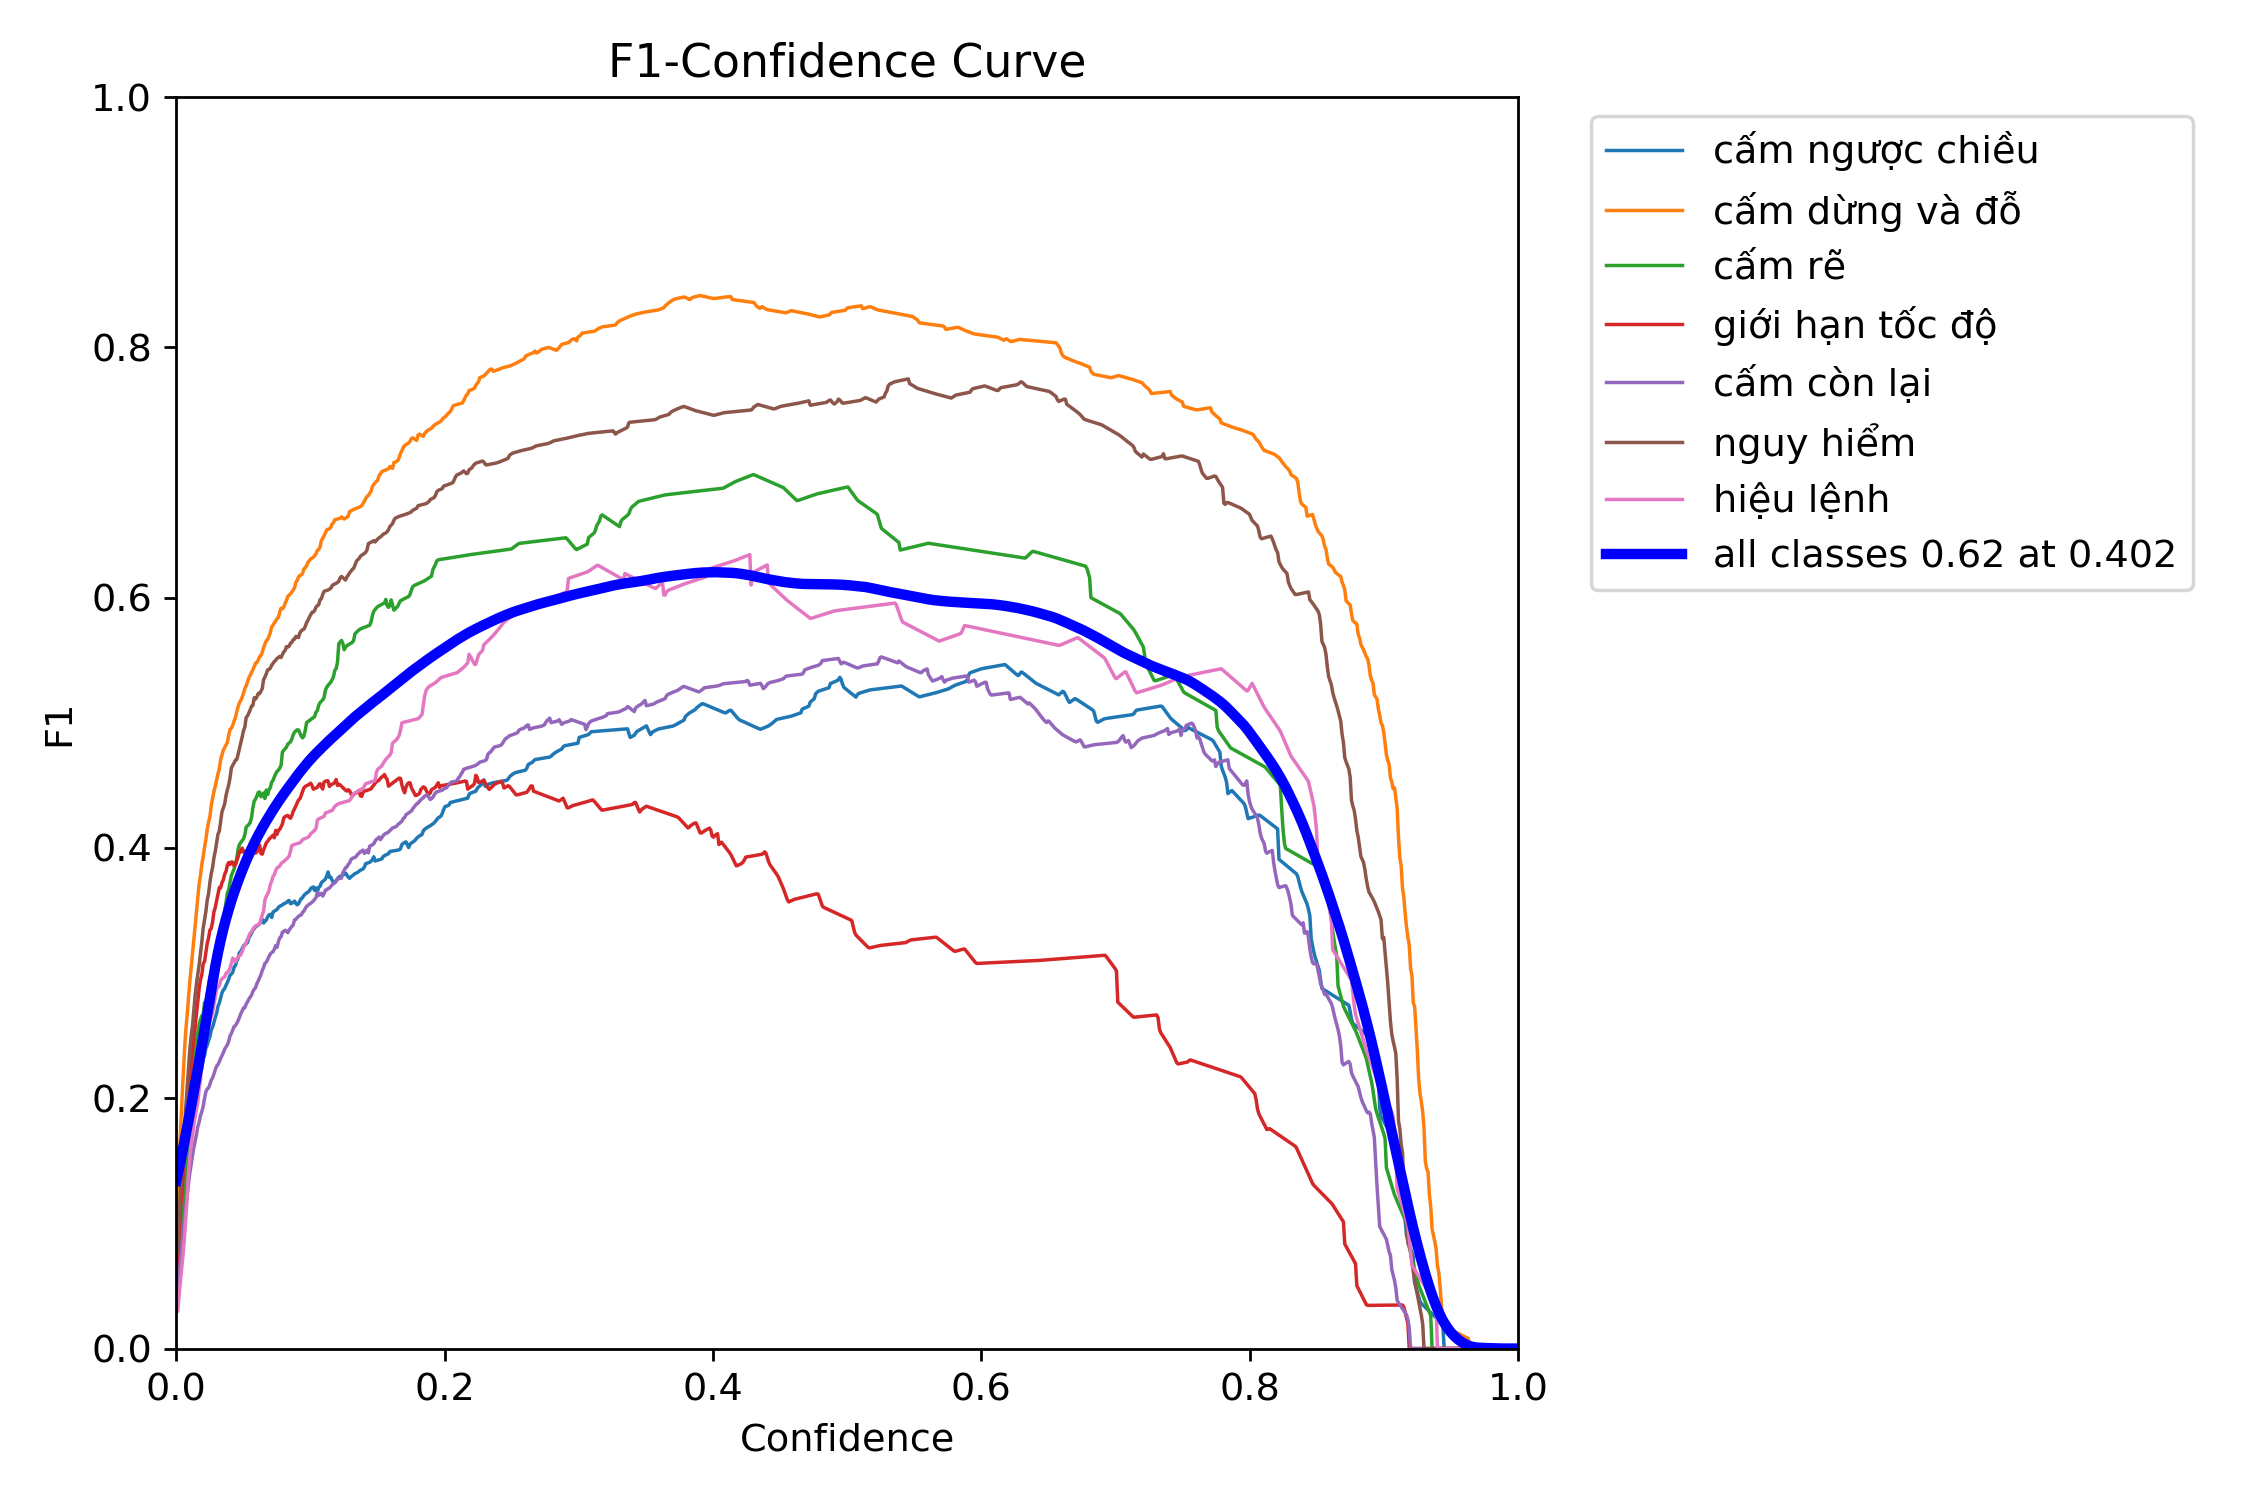 F1-Confidence Curve
1.0
0.8
0.6
0.4
0.2
0.0
F1
0.0 0.2 0.4 0.6 0.8 1.0
Confidence
cấm ngược chiều
cấm dừng và đỗ
cấm rẽ
giới hạn tốc độ
cấm còn lại
nguy hiểm
hiệu lệnh
all classes 0.62 at 0.402